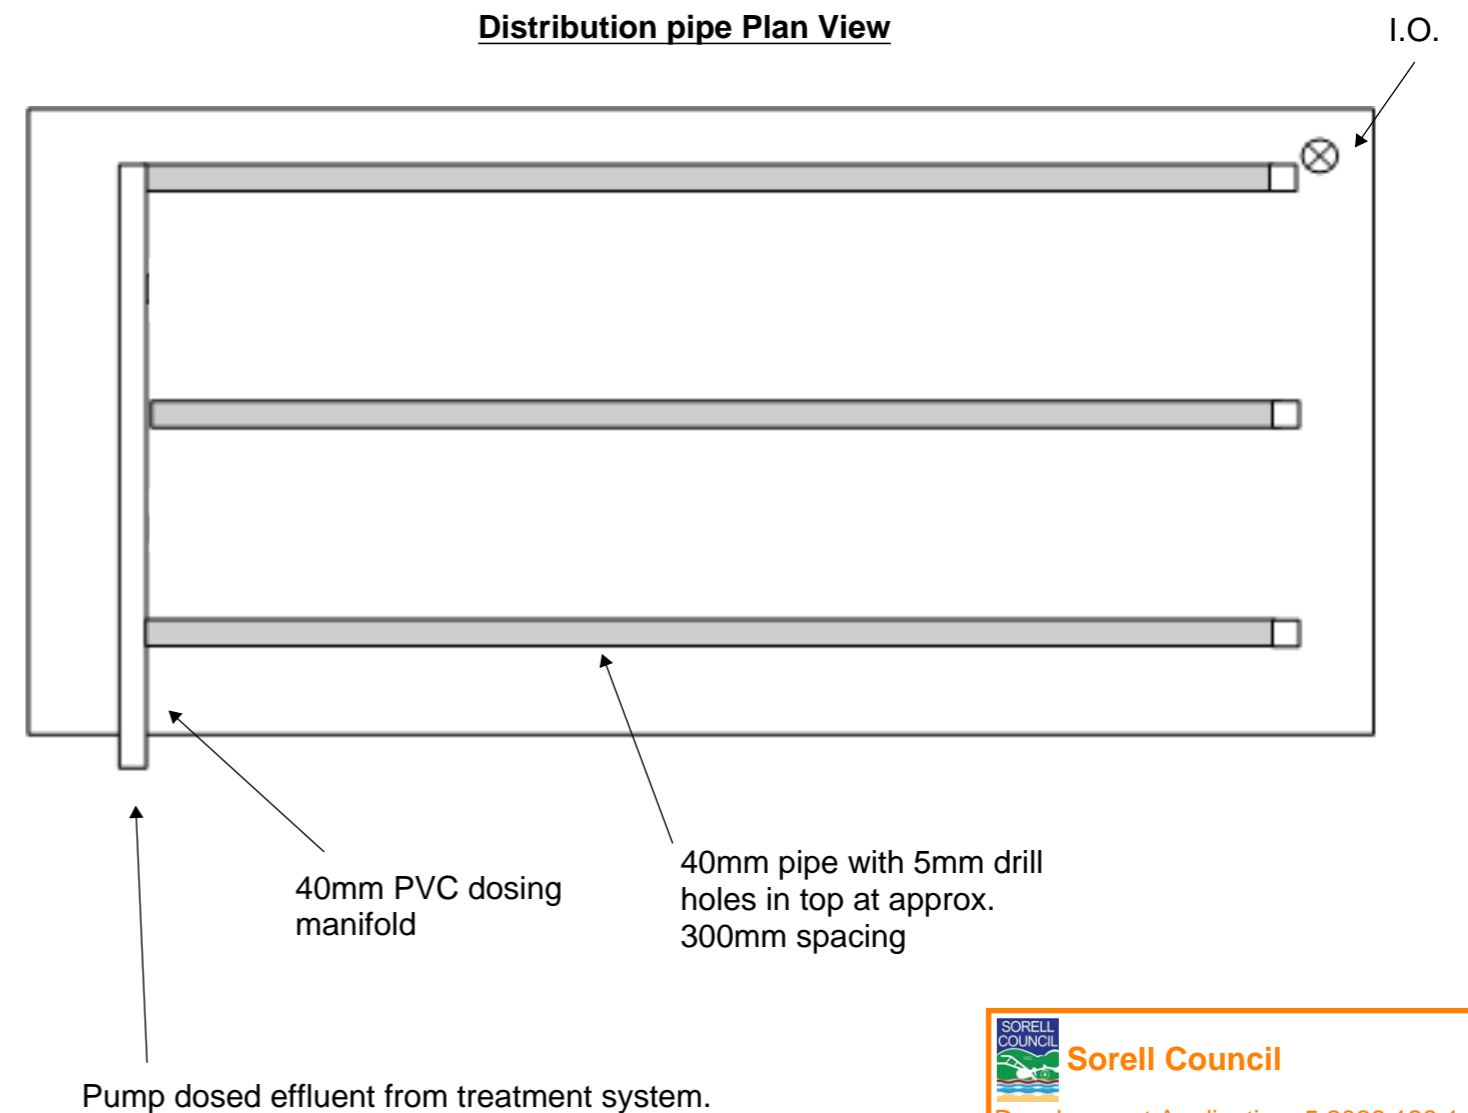 Distribution pipe Plan View
I.O.
40mm PVC dosing
manifold
40mm pipe with 5mm drill
holes in top at approx.
300mm spacing
Pump dosed effluent from treatment system.
SORELL
COUNCIL
Sorell Council